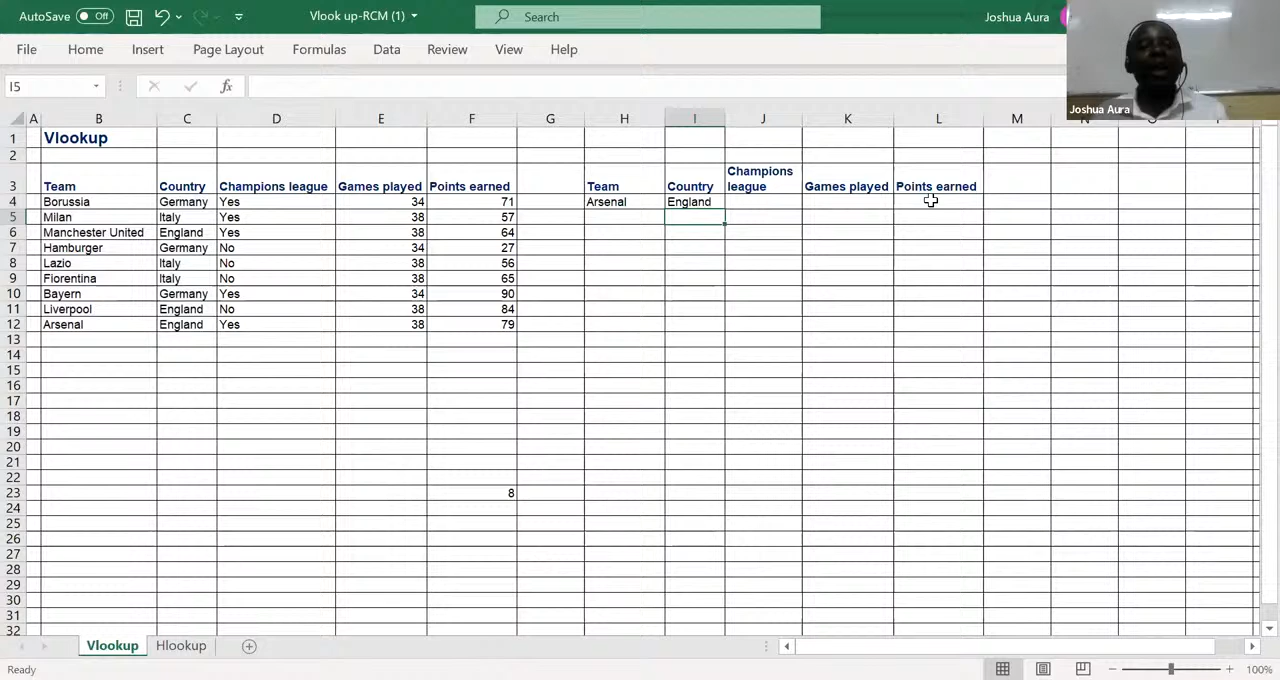 AutoSave Off Vlook up-RCM (1) Search Joshua Aura
File Home Insert Page Layout Formulas Data Review View Help
I5 fx
Joshua Aura
A B C D E F G H I J K L M
1 Vlookup
2
3 Team Country Champions league Games played Points earned Team Country Champions league Games played Points earned
4 Borussia Germany Yes 34 71 Arsenal England
5 Milan Italy Yes 38 57
6 Manchester United England Yes 38 64
7 Hamburger Germany No 34 27
8 Lazio Italy No 38 56
9 Fiorentina Italy No 38 65
10 Bayern Germany Yes 34 90
11 Liverpool England No 38 84
12 Arsenal England Yes 38 79
13
14
15
16
17
18
19
20
21
22
23 8
24
25
26
27
28
29
30
31
32
Vlookup Hlookup
Ready 100%